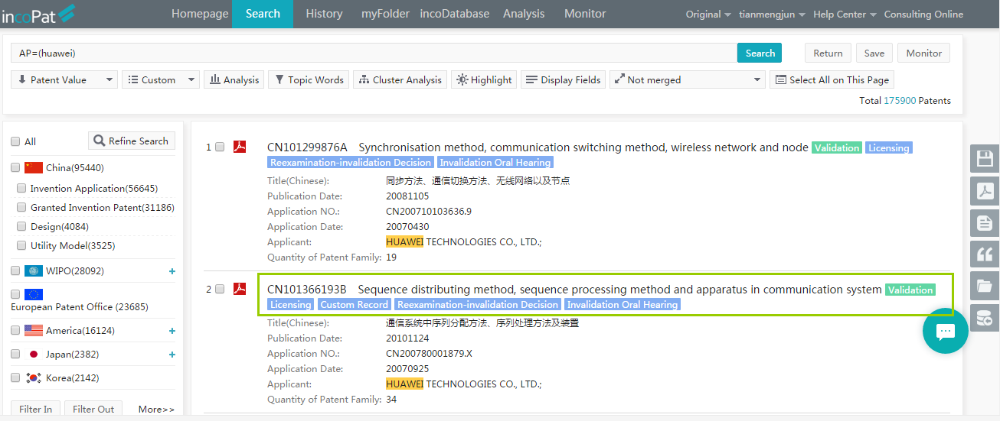 incoPat Homepage Search History myFolder incoDatabase Analysis Monitor Original tianmengjun Help Center Consulting Online
AP=(huawei) Search Return Save Monitor
Patent Value Custom Analysis Topic Words Cluster Analysis Highlight Display Fields Not merged Select All on This Page
Total 175900 Patents
All Refine Search
China(95440)
Invention Application(56645)
Granted Invention Patent(31186)
Design(4084)
Utility Model(3525)
WIPO(28092) +
European Patent Office (23685)
America(16124) +
Japan(2382) +
Korea(2142)
Filter In Filter Out More>>
1 CN101299876A Synchronisation method, communication switching method, wireless network and node Validation Licensing
Reexamination-invalidation Decision Invalidation Oral Hearing
Title(Chinese): 同步方法、通信切换方法、无线网络以及节点
Publication Date: 20081105
Application NO.: CN200710103636.9
Application Date: 20070430
Applicant: HUAWEI TECHNOLOGIES CO., LTD.;
Quantity of Patent Family: 19
2 CN101366193B Sequence distributing method, sequence processing method and apparatus in communication system Validation
Licensing Custom Record Reexamination-invalidation Decision Invalidation Oral Hearing
Title(Chinese): 通信系统中序列分配方法、序列处理方法及装置
Publication Date: 20101124
Application NO.: CN200780001879.X
Application Date: 20070925
Applicant: HUAWEI TECHNOLOGIES CO., LTD.;
Quantity of Patent Family: 34